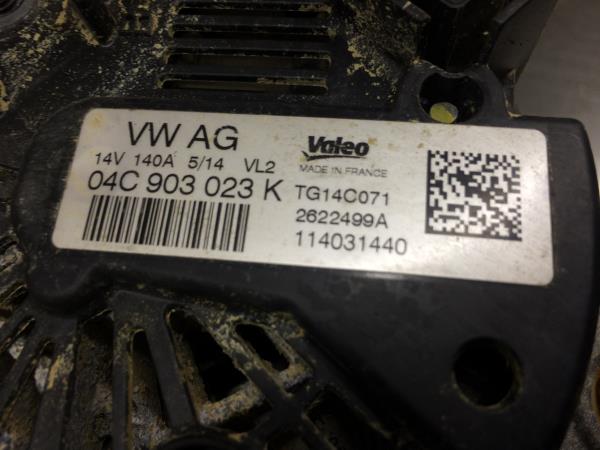 VW AG
14V 140A 5/14 VL2
04C 903 023 K
Valeo
MADE IN FRANCE
TG14C071
2622499A
114031440